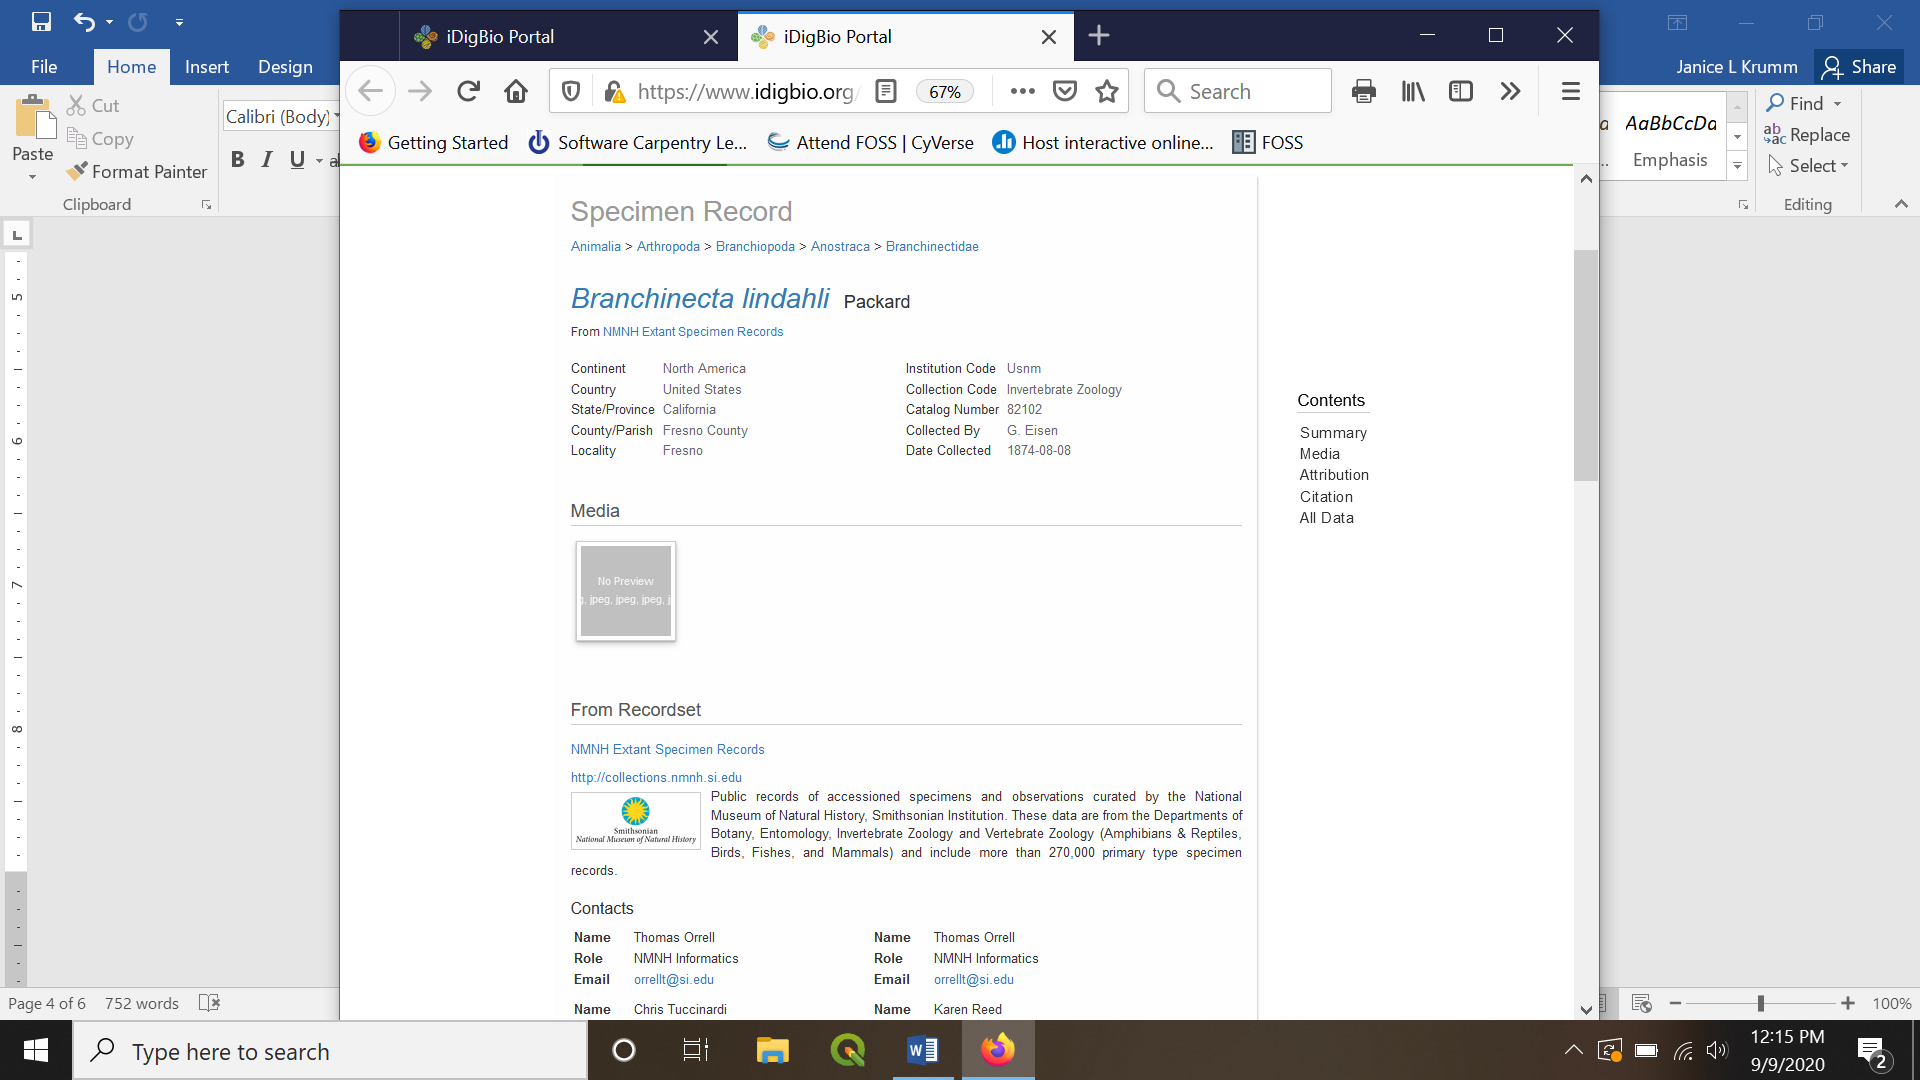 iDigBio Portal
iDigBio Portal
File
Home
Insert
Design
Janice L Krumm
Share
https://www.idigbio.org/
67%
Search
Getting Started
Software Carpentry Le...
Attend FOSS | CyVerse
Host interactive online...
FOSS
Cut
Copy
Paste
Format Painter
Clipboard
Calibri (Body)
B I U
AaBbCcDd
Emphasis
Find
Replace
Select
Editing
Specimen Record
Animalia > Arthropoda > Branchiopoda > Anostraca > Branchinectidae
Branchinecta lindahli Packard
From NMNH Extant Specimen Records
Continent North America
Country United States
State/Province California
County/Parish Fresno County
Locality Fresno
Institution Code Usnm
Collection Code Invertebrate Zoology
Catalog Number 82102
Collected By G. Eisen
Date Collected 1874-08-08
Contents
Summary
Media
Attribution
Citation
All Data
Media
No Preview
jpeg, jpeg, jpeg,
From Recordset
NMNH Extant Specimen Records
http://collections.nmnh.si.edu
Smithsonian
National Museum of Natural History
Public records of accessioned specimens and observations curated by the National
Museum of Natural History, Smithsonian Institution. These data are from the Departments of
Botany, Entomology, Invertebrate Zoology and Vertebrate Zoology (Amphibians & Reptiles,
Birds, Fishes, and Mammals) and include more than 270,000 primary type specimen
records.
Contacts
Name Thomas Orrell
Role NMNH Informatics
Email orrellt@si.edu
Name Thomas Orrell
Role NMNH Informatics
Email orrellt@si.edu
Name Chris Tuccinardi
Name Karen Reed
5
6
7
8
Page 4 of 6
752 words
100%
Type here to search
12:15 PM
9/9/2020
2